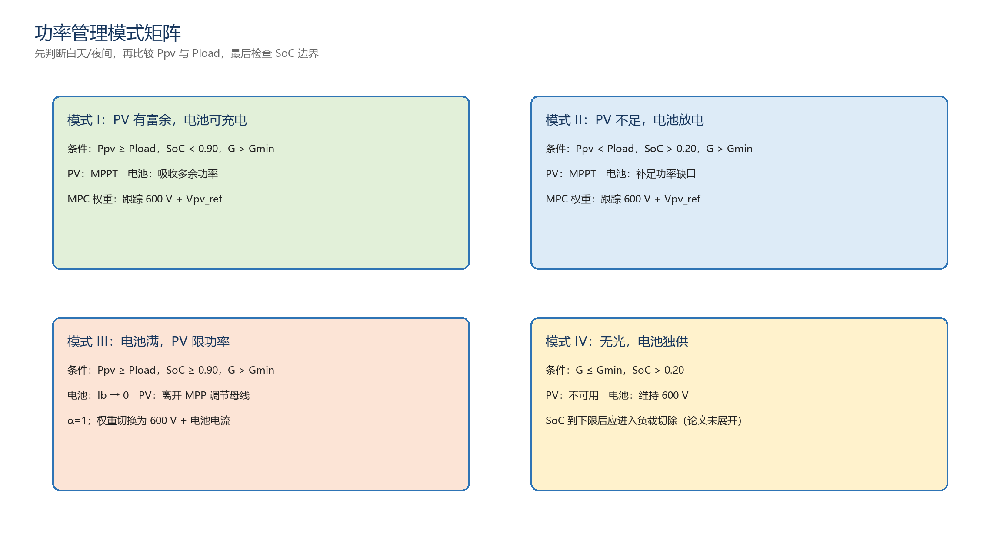 功率管理模式矩阵
先判断白天/夜间，再比较 Ppv 与 Pload，最后检查 SoC 边界
模式 I：PV 有富余，电池可充电
条件：Ppv ≥ Pload，SoC < 0.90，G > Gmin
PV：MPPT　电池：吸收多余功率
MPC 权重：跟踪 600 V + Vpv_ref
模式 II：PV 不足，电池放电
条件：Ppv < Pload，SoC > 0.20，G > Gmin
PV：MPPT　电池：补足功率缺口
MPC 权重：跟踪 600 V + Vpv_ref
模式 III：电池满，PV 限功率
条件：Ppv ≥ Pload，SoC ≥ 0.90，G > Gmin
电池：Ib → 0　PV：离开 MPP 调节母线
α=1；权重切换为 600 V + 电池电流
模式 IV：无光，电池独供
条件：G ≤ Gmin，SoC > 0.20
PV：不可用　电池：维持 600 V
SoC 到下限后应进入负载切除（论文未展开）